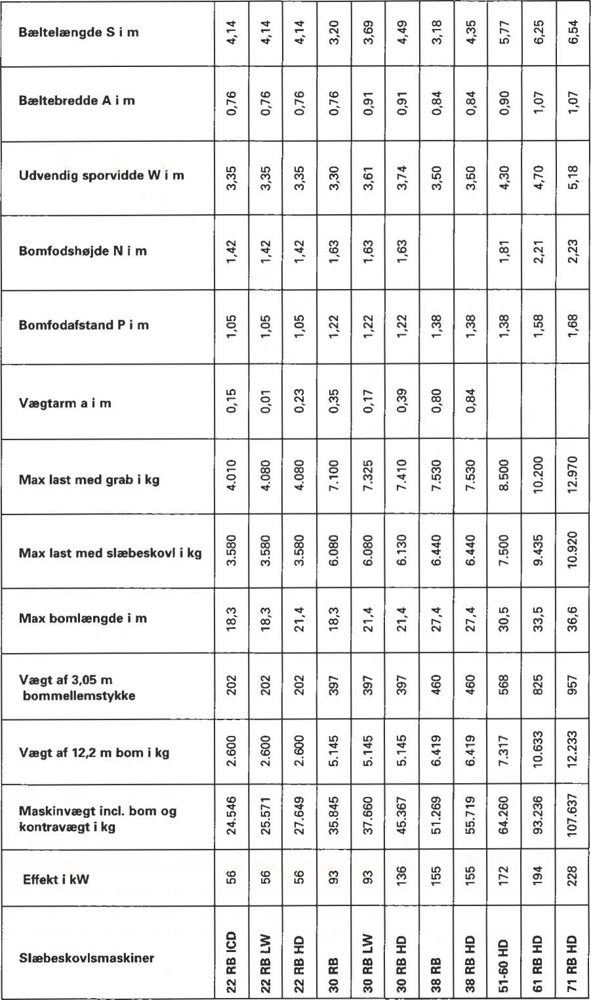 Bæltelængde S i m 4,14 4,14 4,14 3,20 3,69 4,49 3,18 4,35 5,77 6,25 6,54
Bæltebredde A i m 0,76 0,76 0,76 0,76 0,91 0,91 0,84 0,84 0,90 1,07 1,07
Udvendig sporvidde W i m 3,35 3,35 3,35 3,30 3,61 3,74 3,50 3,50 4,30 4,70 5,18
Bomfodshøjde N i m 1,42 1,42 1,42 1,63 1,63 1,63 1,81 2,21 2,23
Bomfodafstand P i m 1,05 1,05 1,05 1,22 1,22 1,22 1,38 1,38 1,38 1,58 1,68
Vægtarm a i m 0,15 0,01 0,23 0,35 0,17 0,39 0,80 0,84
Max last med grab i kg 4.010 4.080 4.080 7.100 7.325 7.410 7.530 7.530 8.500 10.200 12.970
Max last med slæbeskovl i kg 3.580 3.580 3.580 6.080 6.080 6.130 6.440 6.440 7.500 9.435 10.920
Max bomlængde i m 18,3 18,3 21,4 18,3 21,4 21,4 27,4 27,4 30,5 33,5 36,6
Vægt af 3,05 m
bommellemstykke 202 202 202 397 397 397 460 460 568 825 957
Vægt af 12,2 m bom i kg 2.600 2.600 2.600 5.145 5.145 5.145 6.419 6.419 7.317 10.633 12.233
Maskinvægt incl. bom og
kontravægt i kg 24.546 25.571 27.649 35.845 37.660 45.367 51.269 55.719 64.260 93.236 107.637
Effekt i kW 56 56 56 93 93 136 155 155 172 194 228
Slæbeskovlsmaskiner 22 RB ICD 22 RB LW 22 RB HD 30 RB 30 RB LW 30 RB HD 38 RB 38 RB HD 51-60 HD 61 RB HD 71 RB HD